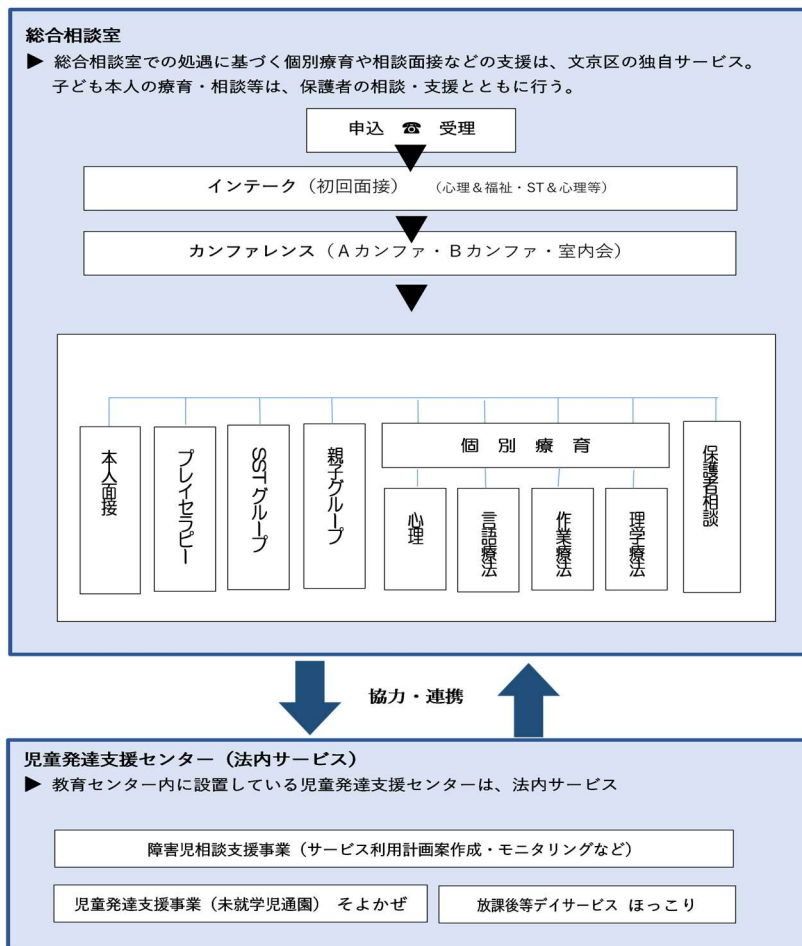 総合相談室
▶ 総合相談室での処遇に基づく個別療育や相談面接などの支援は、文京区の独自サービス。
子ども本人の療育・相談等は、保護者の相談・支援とともに行う。
申込 ☎ 受理
インテーク（初回面接） （心理＆福祉・ST＆心理等）
カンファレンス（Aカンファ・Bカンファ・室内会）
本人面接
プレイセラピー
SSTグループ
親子グループ
個別療育
心理
言語療法
作業療法
理学療法
保護者相談
協力・連携
児童発達支援センター（法内サービス）
▶ 教育センター内に設置している児童発達支援センターは、法内サービス
障害児相談支援事業（サービス利用計画案作成・モニタリングなど）
児童発達支援事業（未就学児通園） そよかぜ
放課後等デイサービス ほっこり